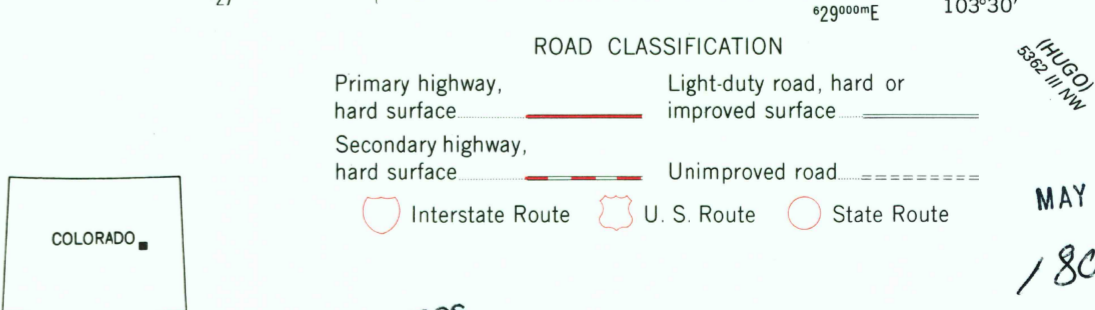 ⁶29⁰⁰⁰ᵐE 103°30'
(HUGO)
5362 III NW
ROAD CLASSIFICATION
Primary highway,
hard surface
Light-duty road, hard or
improved surface
Secondary highway,
hard surface
Unimproved road
Interstate Route
U. S. Route
State Route
COLORADO
MAY